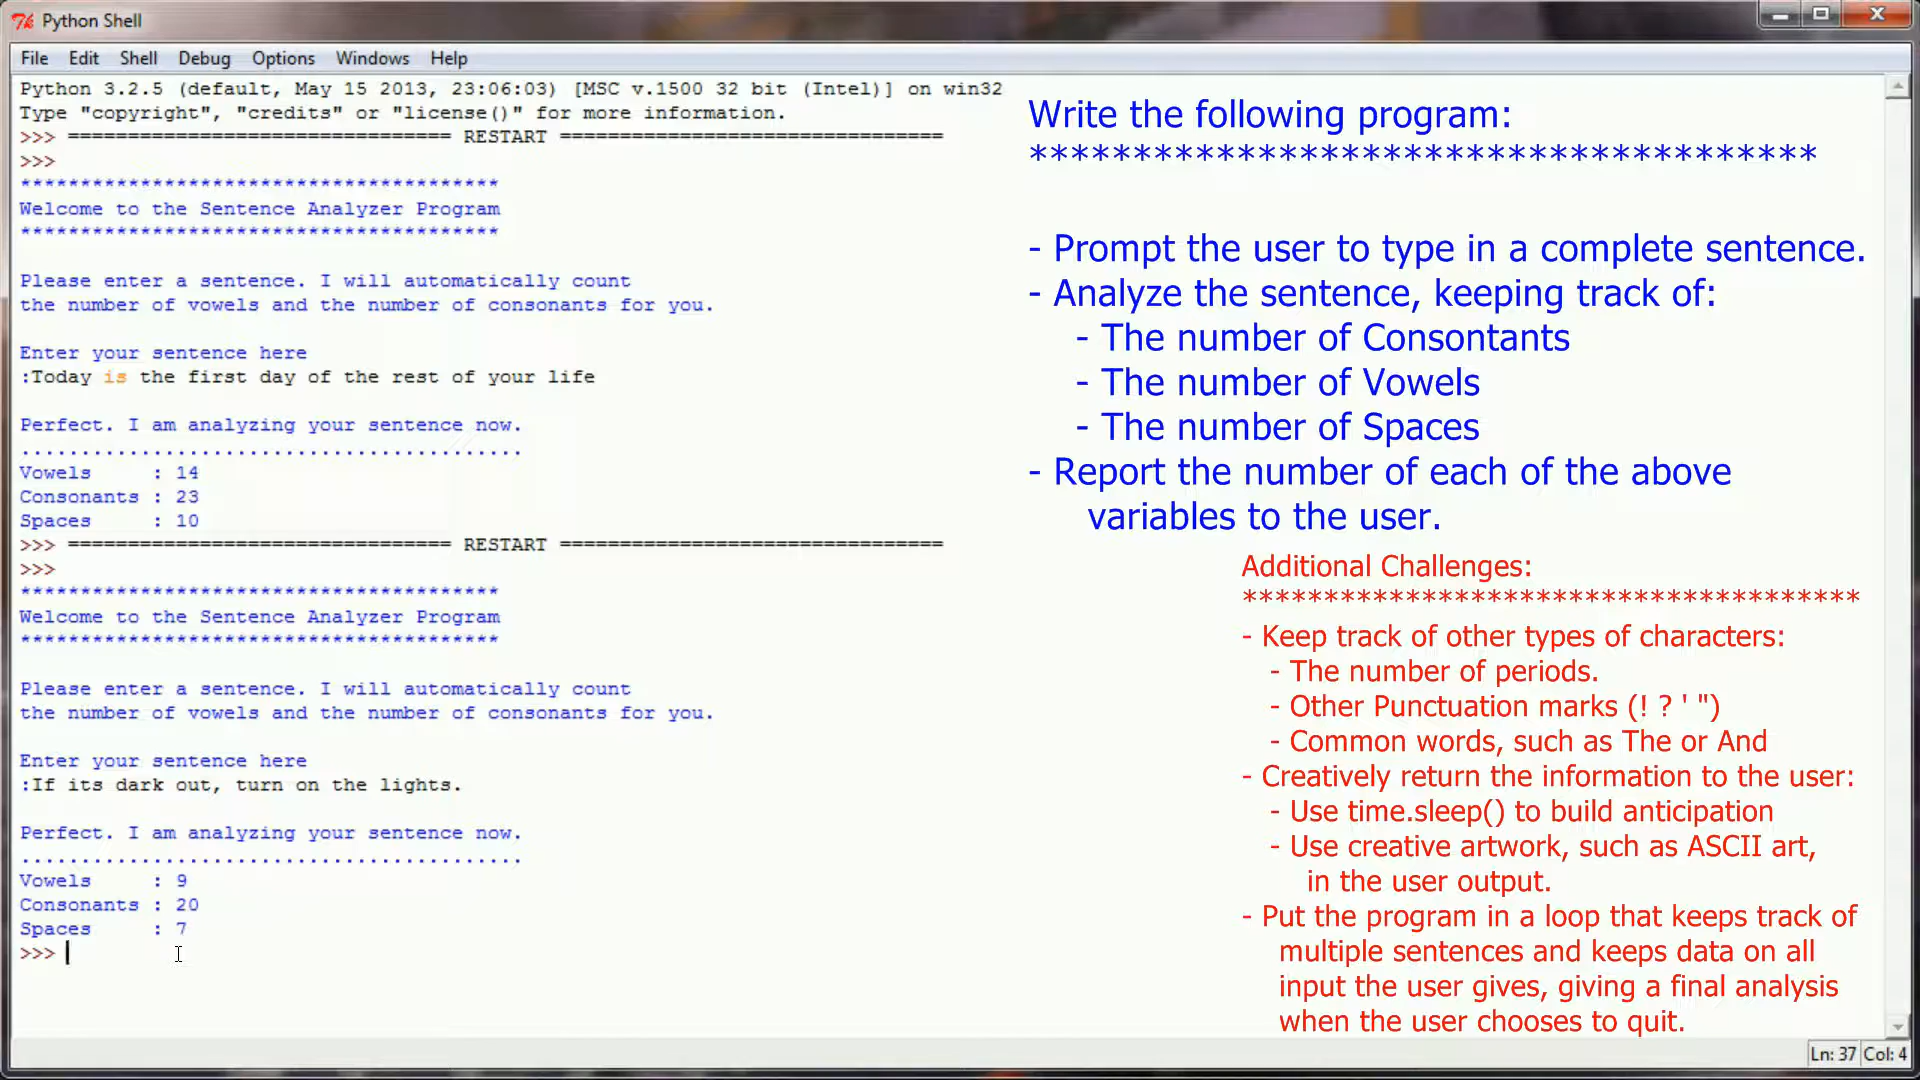 Python Shell
File Edit Shell Debug Options Windows Help
Python 3.2.5 (default, May 15 2013, 23:06:03) [MSC v.1500 32 bit (Intel)] on win32
Type "copyright", "credits" or "license()" for more information.
>>> ================================ RESTART ================================
>>>
****************************************
Welcome to the Sentence Analyzer Program
****************************************
Please enter a sentence. I will automatically count
the number of vowels and the number of consonants for you.
Enter your sentence here
:Today is the first day of the rest of your life
Perfect. I am analyzing your sentence now.
..........................................
Vowels : 14
Consonants : 23
Spaces : 10
>>> ================================ RESTART ================================
>>>
****************************************
Welcome to the Sentence Analyzer Program
****************************************
Please enter a sentence. I will automatically count
the number of vowels and the number of consonants for you.
Enter your sentence here
:If its dark out, turn on the lights.
Perfect. I am analyzing your sentence now.
..........................................
Vowels : 9
Consonants : 20
Spaces : 7
>>>
Write the following program:
**************************************
- Prompt the user to type in a complete sentence.
- Analyze the sentence, keeping track of:
- The number of Consontants
- The number of Vowels
- The number of Spaces
- Report the number of each of the above
variables to the user.
Additional Challenges:
**************************************
- Keep track of other types of characters:
- The number of periods.
- Other Punctuation marks (! ? ' ")
- Common words, such as The or And
- Creatively return the information to the user:
- Use time.sleep() to build anticipation
- Use creative artwork, such as ASCII art,
in the user output.
- Put the program in a loop that keeps track of
multiple sentences and keeps data on all
input the user gives, giving a final analysis
when the user chooses to quit.
Ln: 37 Col: 4